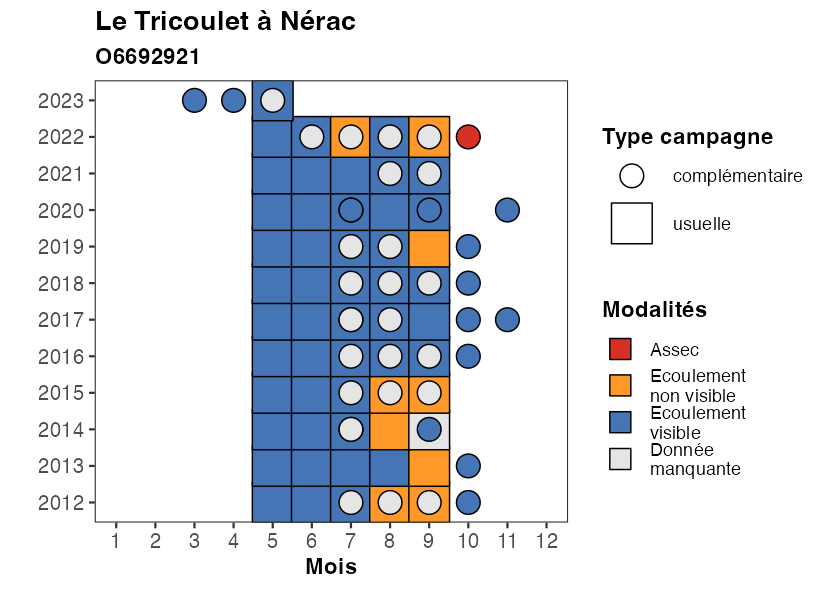 Le Tricoulet à Nérac
O6692921
2023
2022
2021
2020
2019
2018
2017
2016
2015
2014
2013
2012
1 2 3 4 5 6 7 8 9 10 11 12
Mois
Type campagne
complémentaire
usuelle
Modalités
Assec
Ecoulement
non visible
Ecoulement
visible
Donnée
manquante